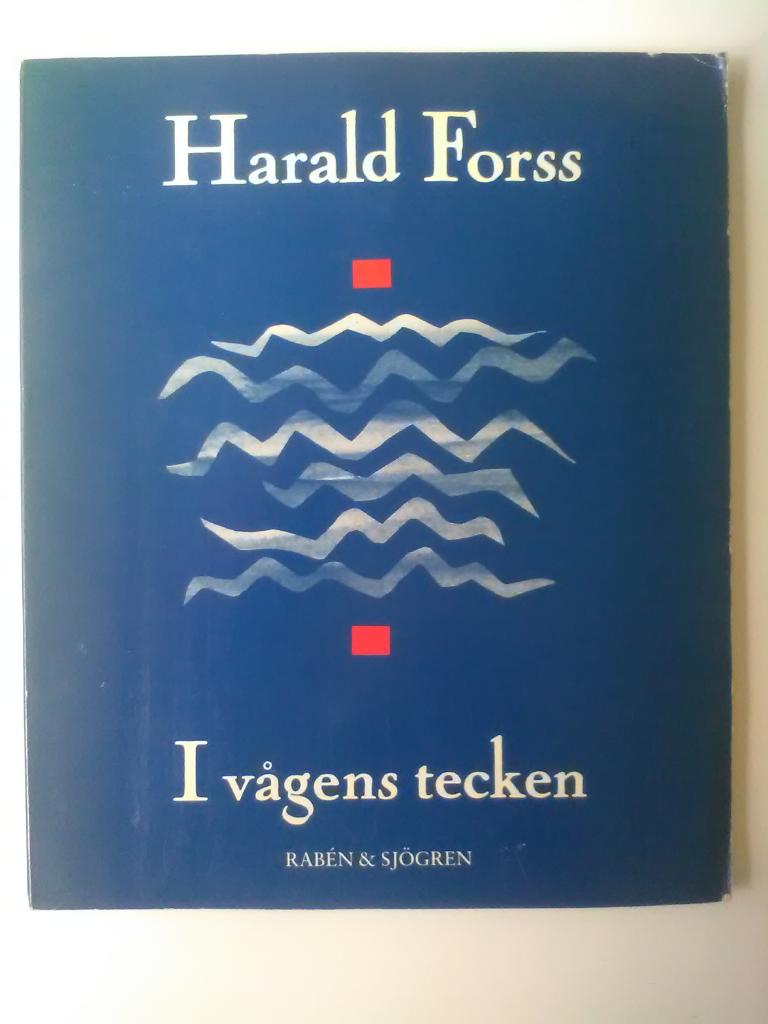 Harald Forss
I vågens tecken
RABÉN & SJÖGREN